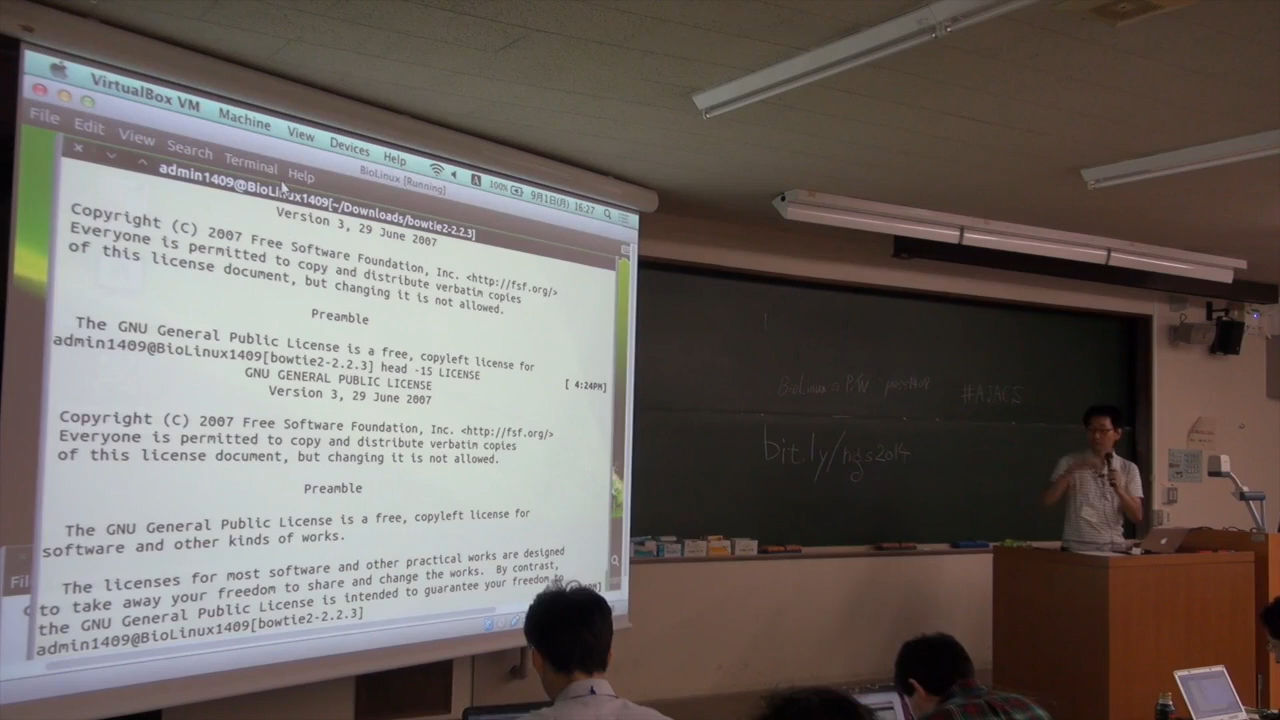 VirtualBox VM Machine View Devices Help
100% 9月1日(月) 16:27
BioLinux [Running]
File Edit View Search Terminal Help
admin1409@BioLinux1409[~/Downloads/bowtie2-2.2.3]
Version 3, 29 June 2007
Copyright (C) 2007 Free Software Foundation, Inc. <http://fsf.org/>
Everyone is permitted to copy and distribute verbatim copies
of this license document, but changing it is not allowed.
Preamble
The GNU General Public License is a free, copyleft license for
admin1409@BioLinux1409[bowtie2-2.2.3] head -15 LICENSE
[ 4:24PM]
GNU GENERAL PUBLIC LICENSE
Version 3, 29 June 2007
Copyright (C) 2007 Free Software Foundation, Inc. <http://fsf.org/>
Everyone is permitted to copy and distribute verbatim copies
of this license document, but changing it is not allowed.
Preamble
The GNU General Public License is a free, copyleft license for
software and other kinds of works.
The licenses for most software and other practical works are designed
to take away your freedom to share and change the works. By contrast,
the GNU General Public License is intended to guarantee your freedom to
admin1409@BioLinux1409[bowtie2-2.2.3]
BioLinux
#AJACS
bit.ly/ngs2014